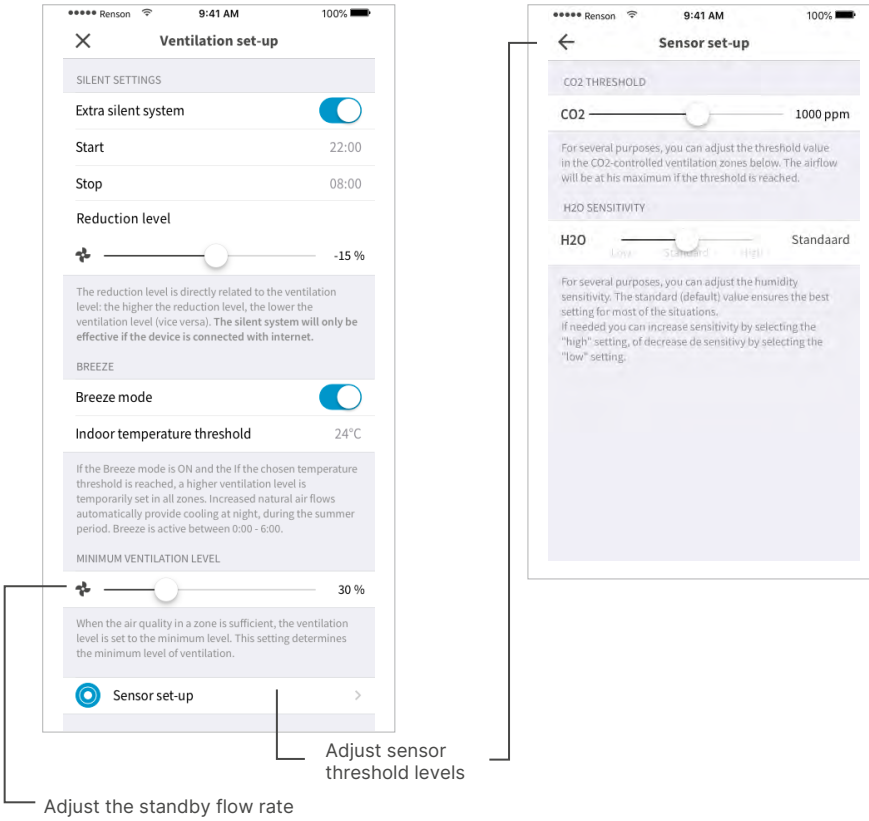 Renson 9:41 AM 100%
Ventilation set-up
SILENT SETTINGS
Extra silent system
Start 22:00
Stop 08:00
Reduction level
-15 %
The reduction level is directly related to the ventilation
level: the higher the reduction level, the lower the
ventilation level (vice versa). The silent system will only be
effective if the device is connected with internet.
BREEZE
Breeze mode
Indoor temperature threshold 24°C
If the Breeze mode is ON and the If the chosen temperature
threshold is reached, a higher ventilation level is
temporarily set in all zones. Increased natural air flows
automatically provide cooling at night, during the summer
period. Breeze is active between 0:00 - 6:00.
MINIMUM VENTILATION LEVEL
30 %
When the air quality in a zone is sufficient, the ventilation
level is set to the minimum level. This setting determines
the minimum level of ventilation.
Sensor set-up
Renson 9:41 AM 100%
Sensor set-up
CO2 THRESHOLD
CO2 1000 ppm
For several purposes, you can adjust the threshold value
in the CO2-controlled ventilation zones below. The airflow
will be at his maximum if the threshold is reached.
H2O SENSITIVITY
H2O Standaard
Low Standard High
For several purposes, you can adjust the humidity
sensitivity. The standard (default) value ensures the best
setting for most of the situations.
If needed you can increase sensitivity by selecting the
"high" setting, of decrease de sensitivy by selecting the
"low" setting.
Adjust sensor
threshold levels
Adjust the standby flow rate